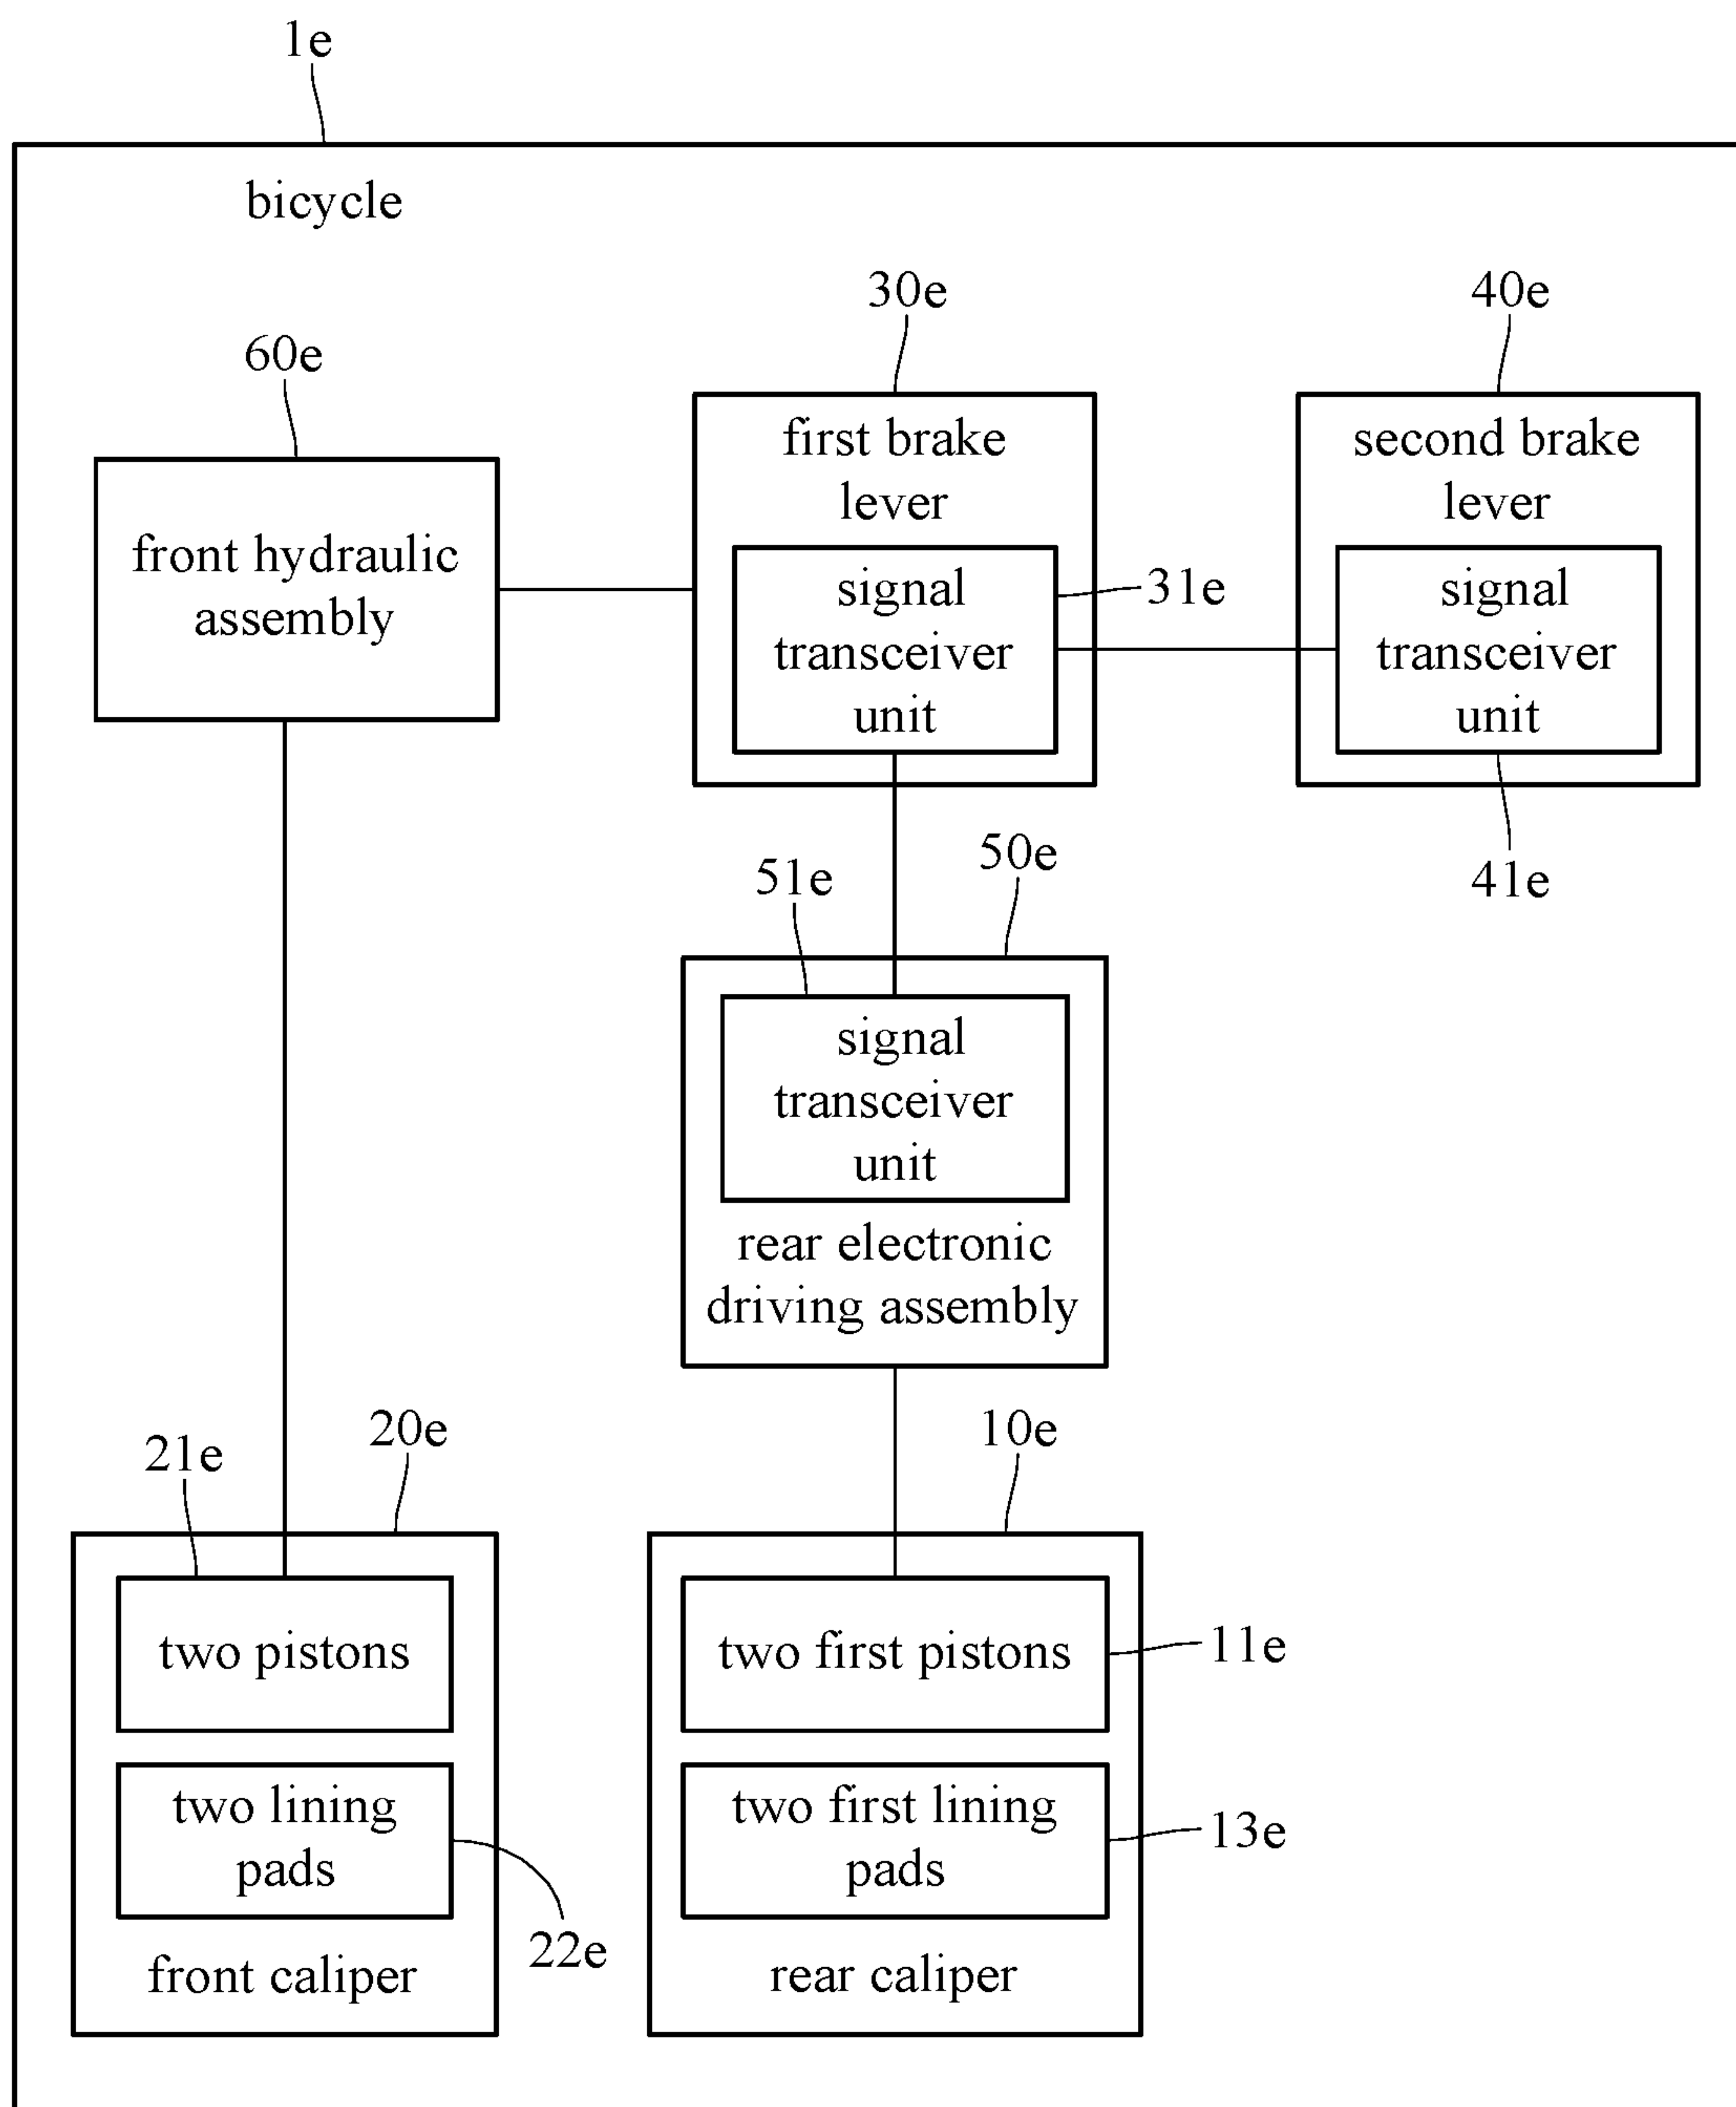 1e
bicycle
30e
40e
60e
first brake
lever
second brake
lever
front hydraulic
assembly
signal
transceiver
unit
31e
signal
transceiver
unit
41e
50e
51e
signal
transceiver
unit
rear electronic
driving assembly
20e
21e
10e
two pistons
two first pistons
11e
two lining
pads
two first lining
pads
13e
22e
front caliper
rear caliper